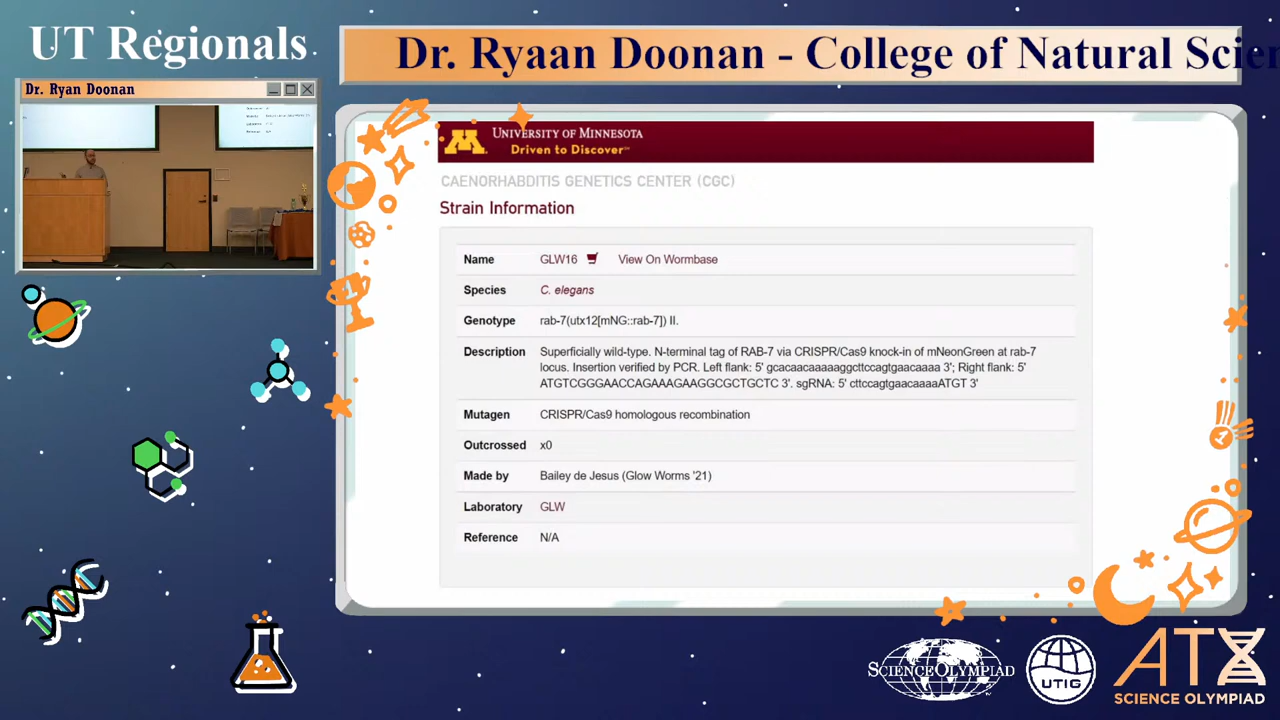 UT Regionals
Dr. Ryaan Doonan - College of Natural Scien
Dr. Ryan Doonan
UNIVERSITY OF MINNESOTA
Driven to Discover℠
CAENORHABDITIS GENETICS CENTER (CGC)
Strain Information
Name GLW16 View On Wormbase
Species C. elegans
Genotype rab-7(utx12[mNG::rab-7]) II.
Description Superficially wild-type. N-terminal tag of RAB-7 via CRISPR/Cas9 knock-in of mNeonGreen at rab-7
locus. Insertion verified by PCR. Left flank: 5' gcacaacaaaaaggcttccagtgaacaaaa 3'; Right flank: 5'
ATGTCGGGAACCAGAAAGAAGGCGCTGCTC 3'. sgRNA: 5' cttccagtgaacaaaaATGT 3'
Mutagen CRISPR/Cas9 homologous recombination
Outcrossed x0
Made by Bailey de Jesus (Glow Worms '21)
Laboratory GLW
Reference N/A
1
1
SCIENCE OLYMPIAD
UTIG
ATX
SCIENCE OLYMPIAD